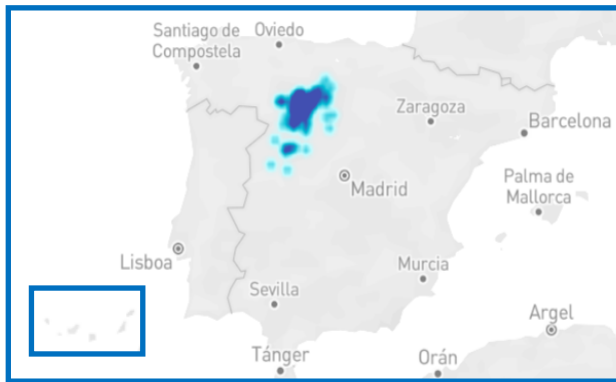 Santiago de
Compostela
Oviedo
Zaragoza
Barcelona
Madrid
Palma de
Mallorca
Lisboa
Murcia
Sevilla
Argel
Tánger
Orán